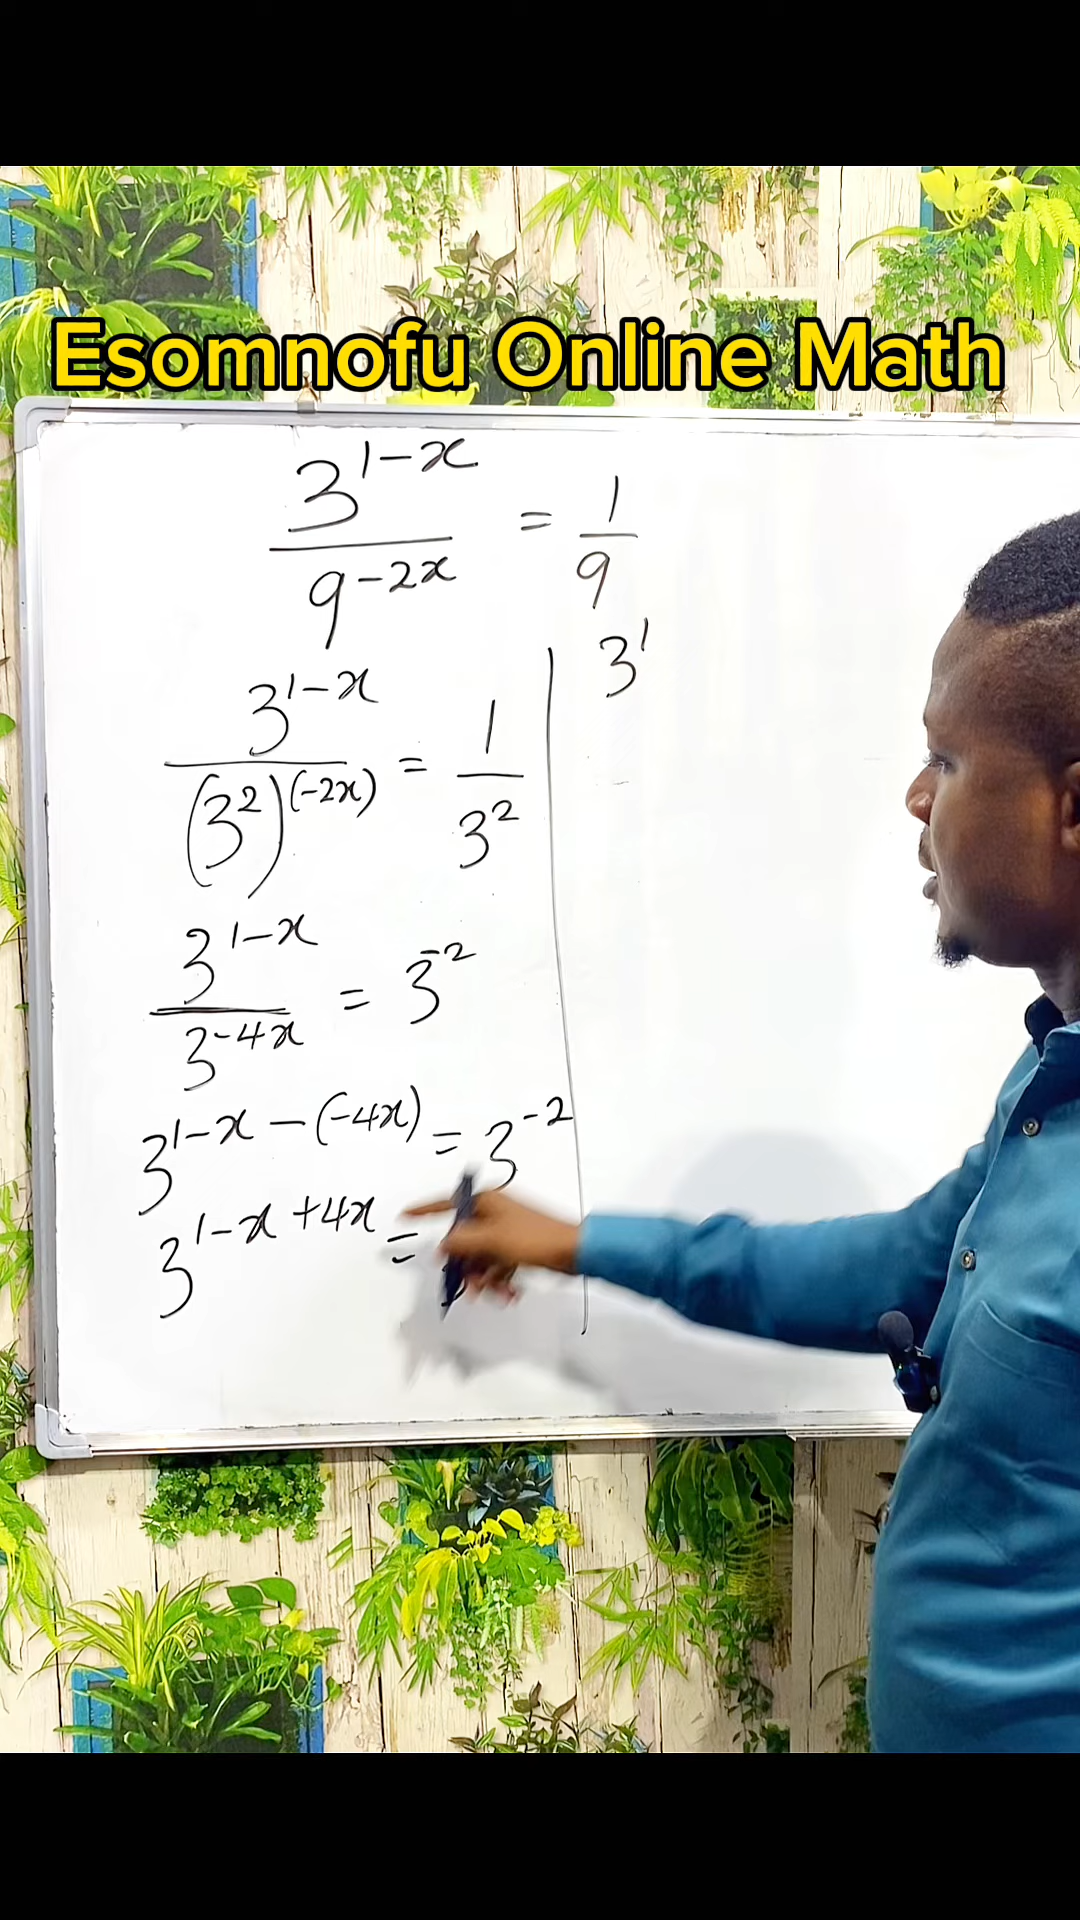 Esomnofu Online Math
3^(1-x) / 9^(-2x) = 1/9
3^(1-x) / (3^2)^(-2x) = 1/3^2
3^(1-x) / 3^(-4x) = 3^(-2)
3^(1-x-(-4x)) = 3^(-2)
3^(1-x+4x) =
3^1